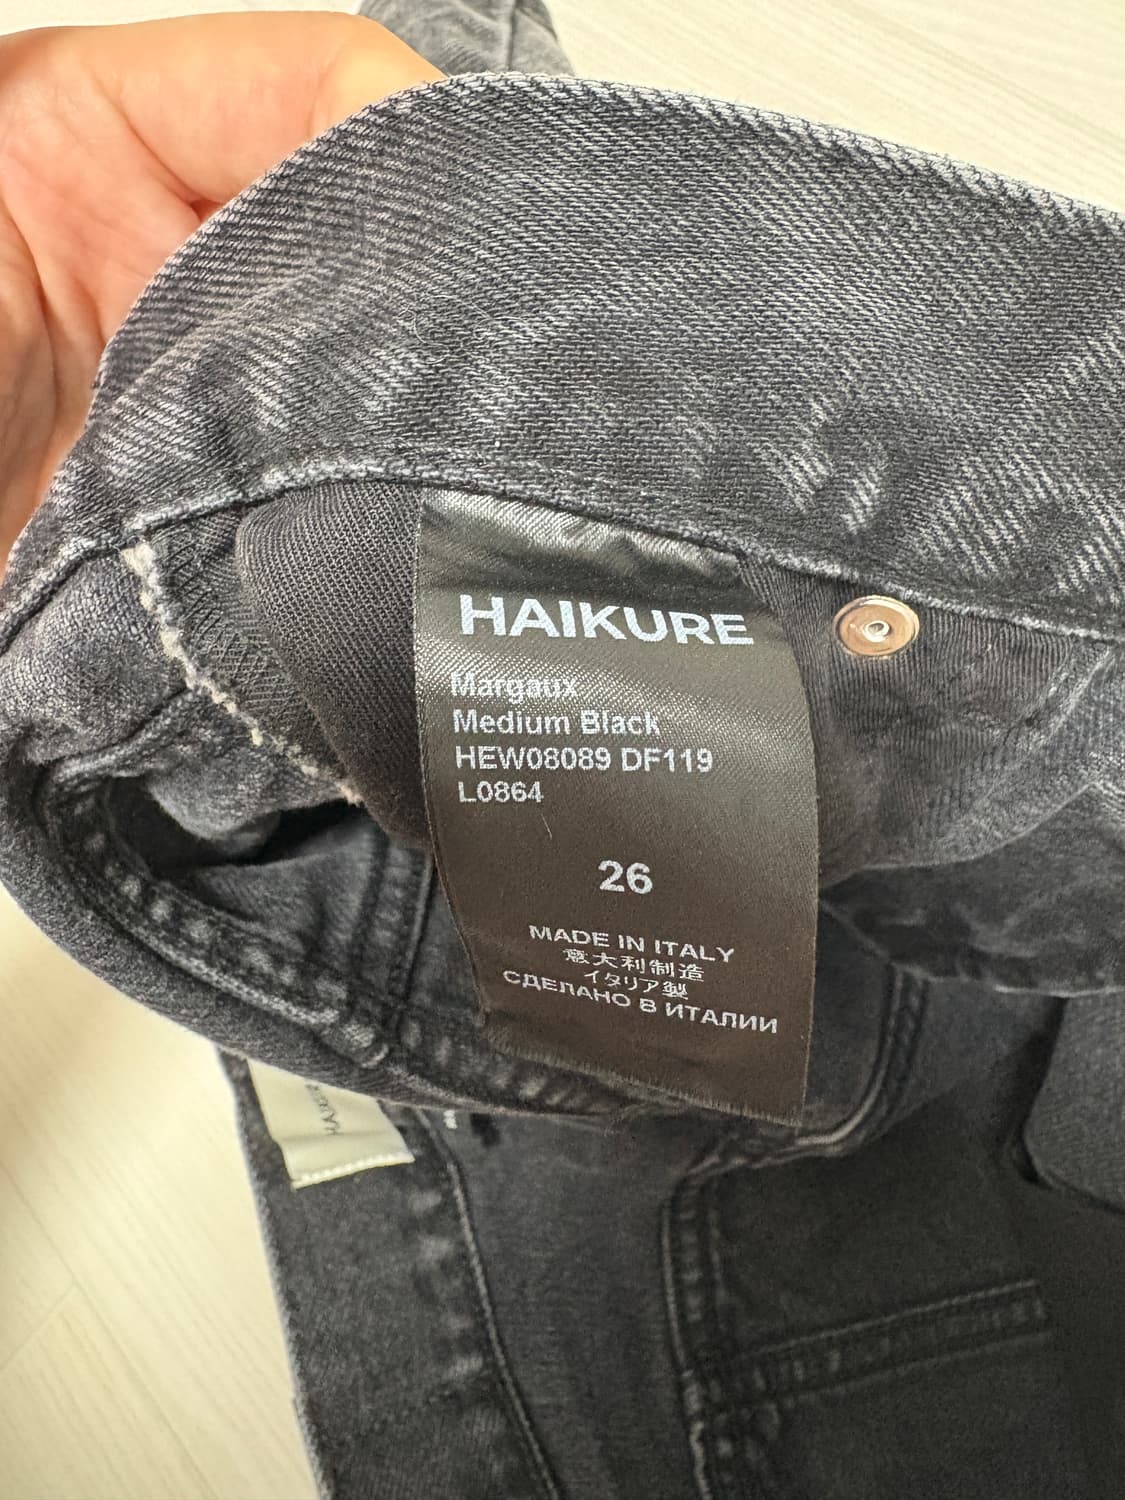 HAIKURE
Margaux
Medium Black
HEW08089 DF119
L0864
26
MADE IN ITALY
意大利制造
イタリア製
СДЕЛАНО В ИТАЛИИ